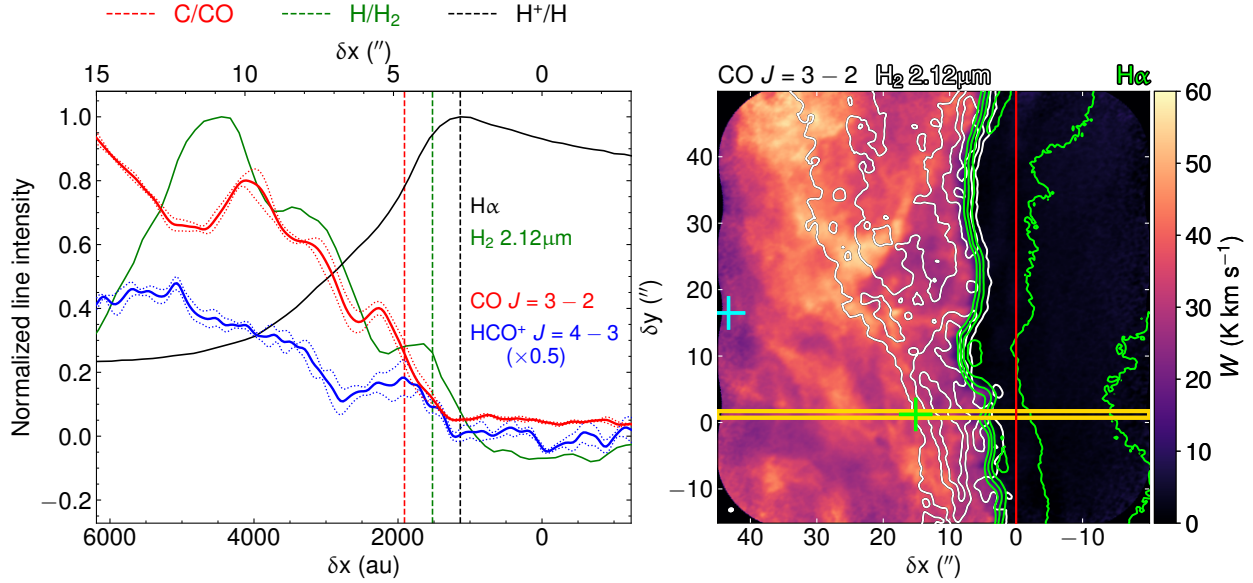 C/CO H/H₂ H⁺/H
δx (′′)
15 10 5 0
1.0
0.8
0.6
0.4
0.2
0.0
−0.2
Normalized line intensity
Hα
H₂ 2.12μm
CO J = 3 − 2
HCO⁺ J = 4 − 3
(×0.5)
6000 4000 2000 0
δx (au)
CO J = 3 − 2 H₂ 2.12μm Hα
50
40
30
20
10
0
−10
δy (′′)
40 30 20 10 0 −10
δx (′′)
60
50
40
30
20
10
0
W (K km s⁻¹)